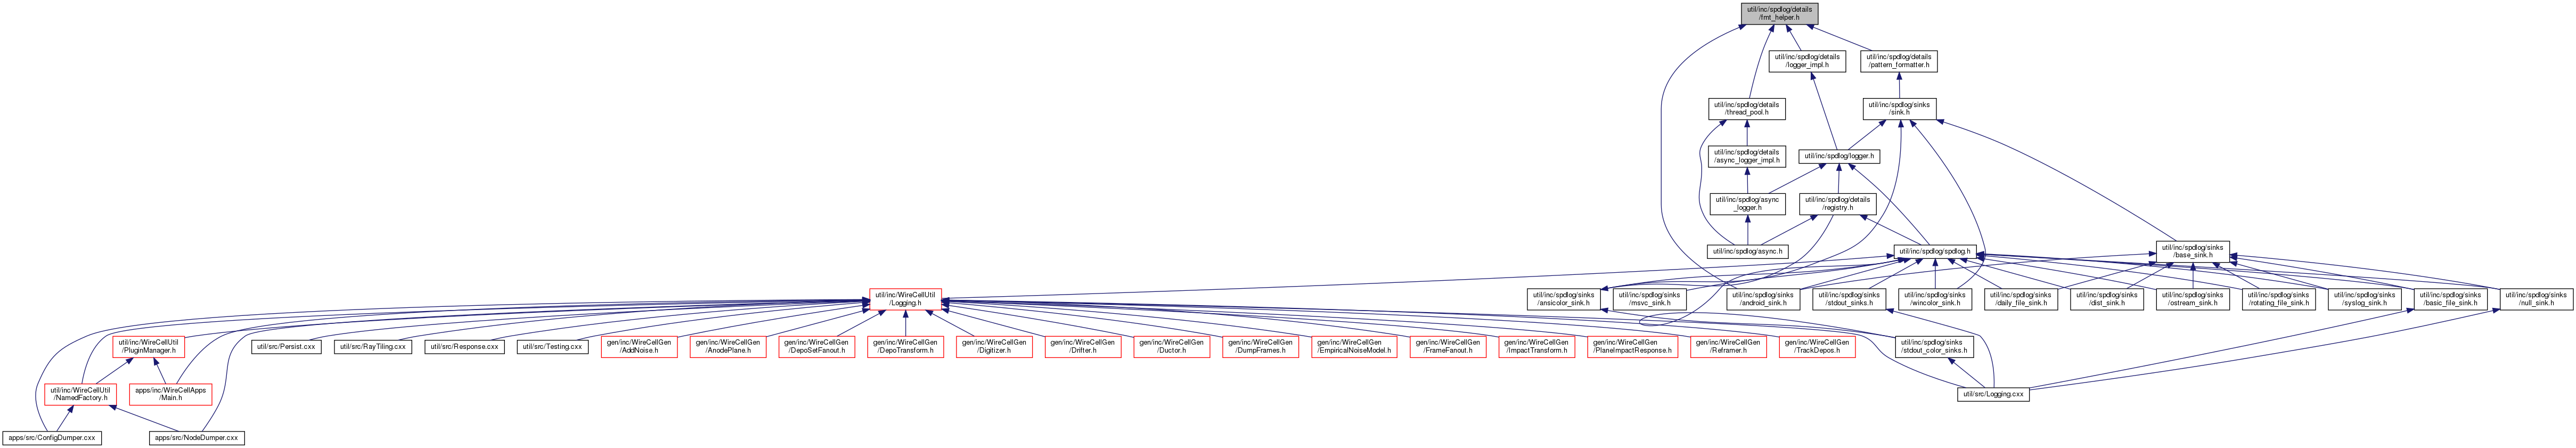 util/inc/spdlog/details
/fmt_helper.h
util/inc/spdlog/details
/logger_impl.h
util/inc/spdlog/details
/pattern_formatter.h
util/inc/spdlog/details
/thread_pool.h
util/inc/spdlog/sinks
/sink.h
util/inc/spdlog/details
/async_logger_impl.h
util/inc/spdlog/logger.h
util/inc/spdlog/async
_logger.h
util/inc/spdlog/details
/registry.h
util/inc/spdlog/async.h
util/inc/spdlog/spdlog.h
util/inc/spdlog/sinks
/base_sink.h
util/inc/WireCellUtil
/Logging.h
util/inc/spdlog/sinks
/ansicolor_sink.h
util/inc/spdlog/sinks
/msvc_sink.h
util/inc/spdlog/sinks
/android_sink.h
util/inc/spdlog/sinks
/stdout_sinks.h
util/inc/spdlog/sinks
/wincolor_sink.h
util/inc/spdlog/sinks
/daily_file_sink.h
util/inc/spdlog/sinks
/dist_sink.h
util/inc/spdlog/sinks
/ostream_sink.h
util/inc/spdlog/sinks
/rotating_file_sink.h
util/inc/spdlog/sinks
/syslog_sink.h
util/inc/spdlog/sinks
/basic_file_sink.h
util/inc/spdlog/sinks
/null_sink.h
util/inc/WireCellUtil
/PluginManager.h
util/src/Persist.cxx
util/src/RayTiling.cxx
util/src/Response.cxx
util/src/Testing.cxx
gen/inc/WireCellGen
/AddNoise.h
gen/inc/WireCellGen
/AnodePlane.h
gen/inc/WireCellGen
/DepoSetFanout.h
gen/inc/WireCellGen
/DepoTransform.h
gen/inc/WireCellGen
/Digitizer.h
gen/inc/WireCellGen
/Drifter.h
gen/inc/WireCellGen
/Ductor.h
gen/inc/WireCellGen
/DumpFrames.h
gen/inc/WireCellGen
/EmpiricalNoiseModel.h
gen/inc/WireCellGen
/FrameFanout.h
gen/inc/WireCellGen
/ImpactTransform.h
gen/inc/WireCellGen
/PlaneImpactResponse.h
gen/inc/WireCellGen
/Reframer.h
gen/inc/WireCellGen
/TrackDepos.h
util/inc/spdlog/sinks
/stdout_color_sinks.h
util/inc/WireCellUtil
/NamedFactory.h
apps/inc/WireCellApps
/Main.h
util/src/Logging.cxx
apps/src/ConfigDumper.cxx
apps/src/NodeDumper.cxx